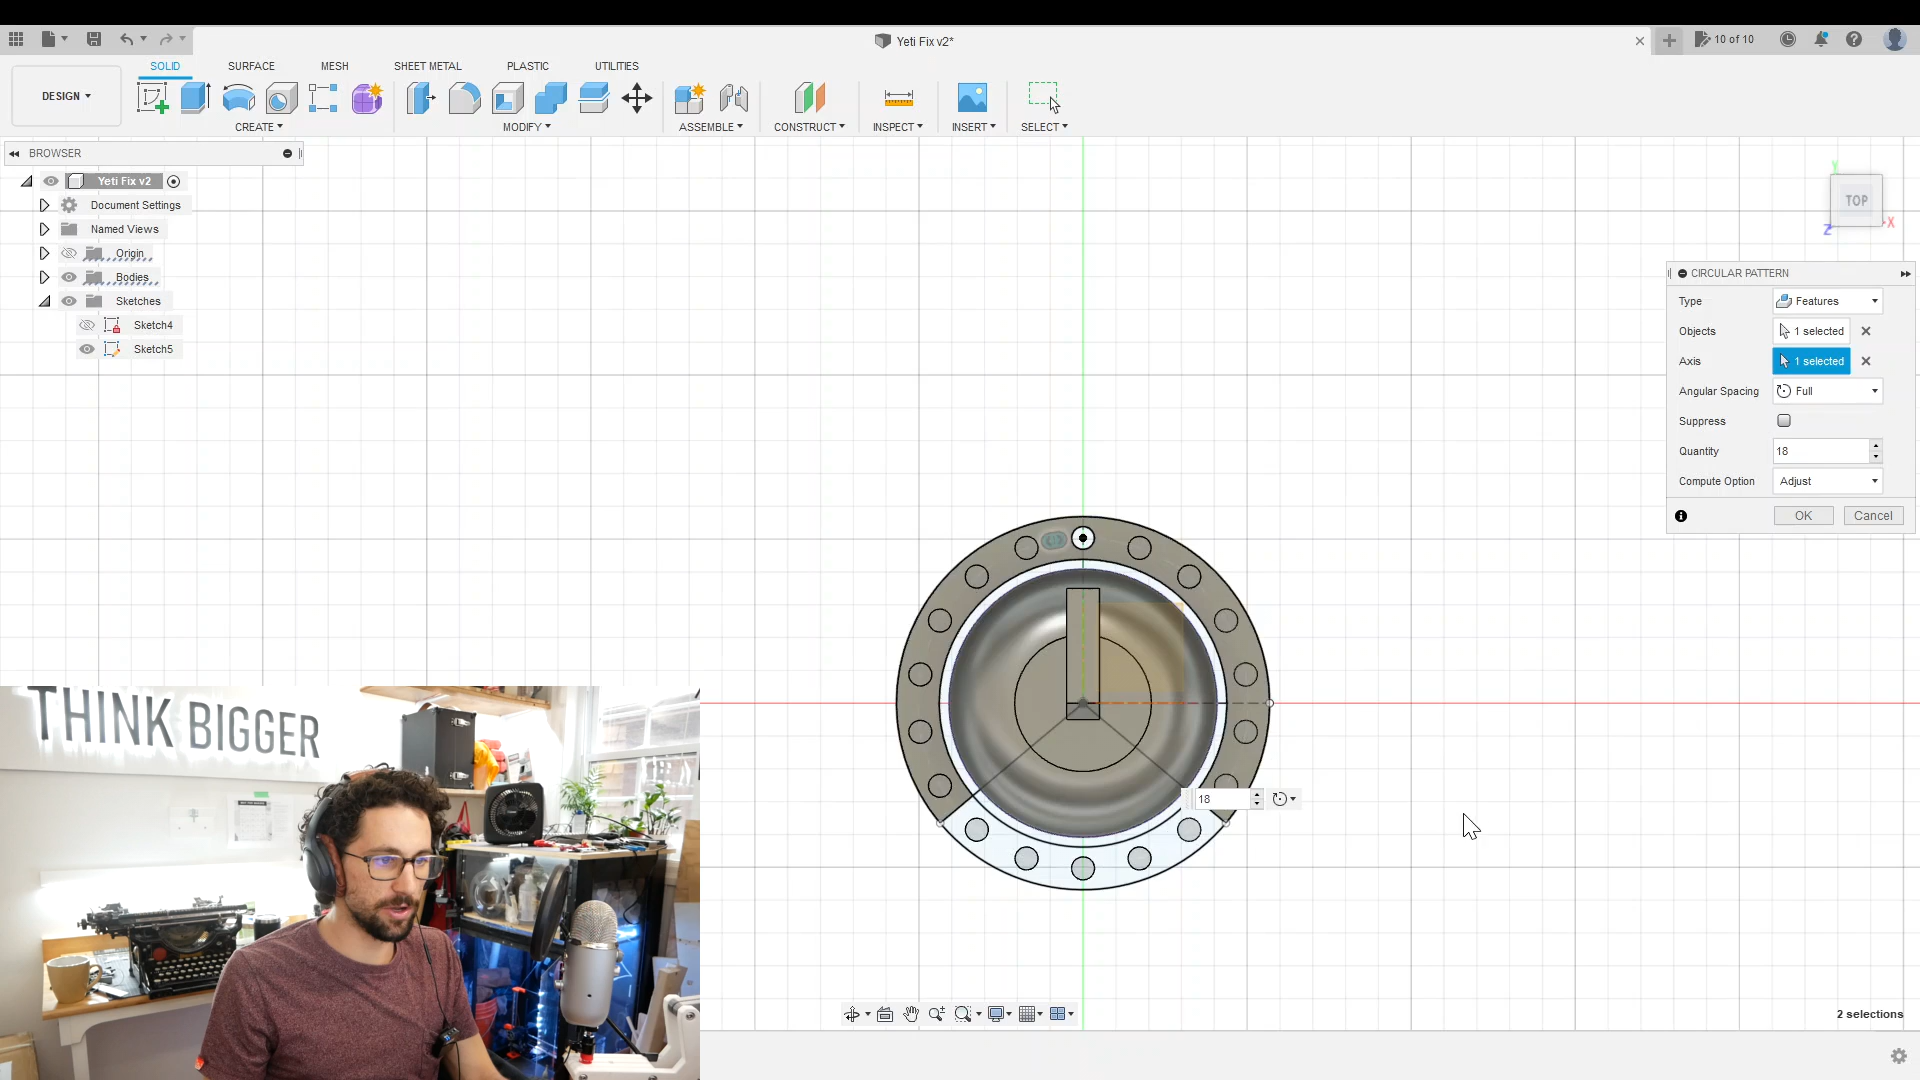 Yeti Fix v2*
10 of 10
DESIGN
SOLID
SURFACE
MESH
SHEET METAL
PLASTIC
UTILITIES
CREATE
MODIFY
ASSEMBLE
CONSTRUCT
INSPECT
INSERT
SELECT
BROWSER
Yeti Fix v2
Document Settings
Named Views
Origin
Bodies
Sketches
Sketch4
Sketch5
Y
TOP
X
Z
CIRCULAR PATTERN
Type Features
Objects 1 selected
Axis 1 selected
Angular Spacing Full
Suppress
Quantity 18
Compute Option Adjust
OK Cancel
18
THINK BIGGER
2 selections